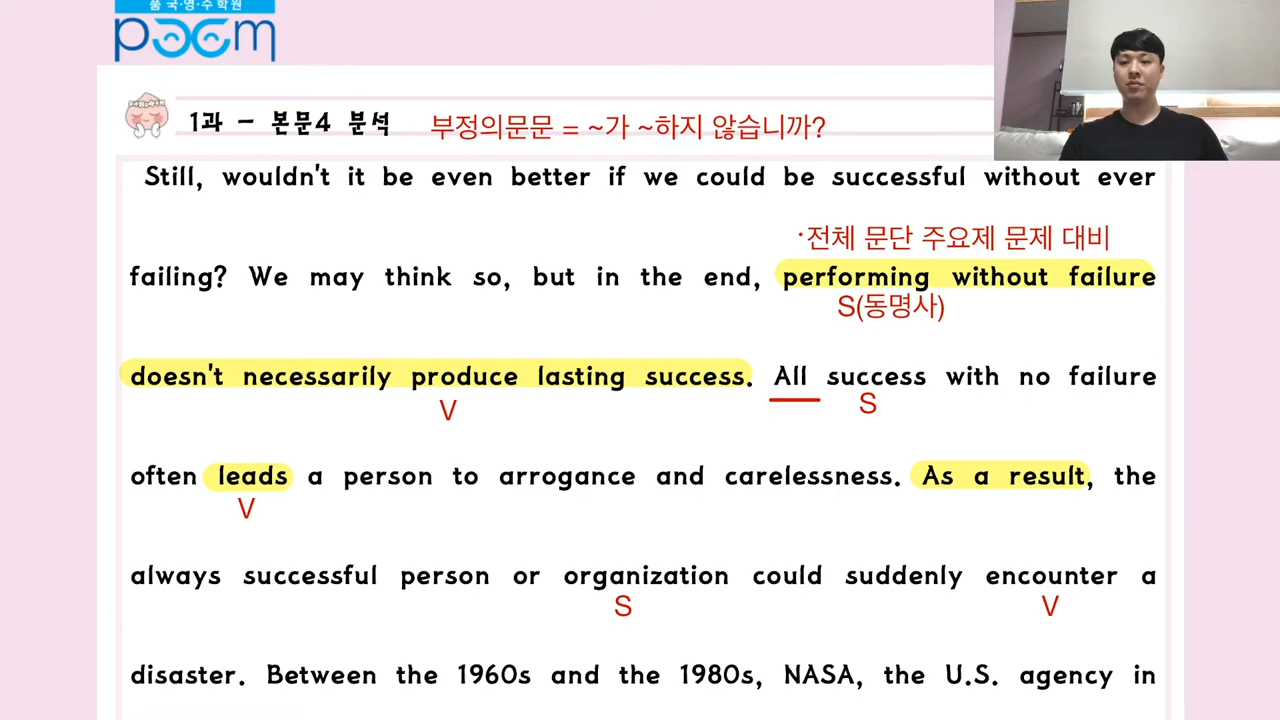 품 국·영·수학원
poem
1과 - 본문4 분석
부정의문문 = ~가 ~하지 않습니까?
Still, wouldn't it be even better if we could be successful without ever
·전체 문단 주요제 문제 대비
failing? We may think so, but in the end, performing without failure
S(동명사)
doesn't necessarily produce lasting success. All success with no failure
V S
often leads a person to arrogance and carelessness. As a result, the
V
always successful person or organization could suddenly encounter a
S V
disaster. Between the 1960s and the 1980s, NASA, the U.S. agency in